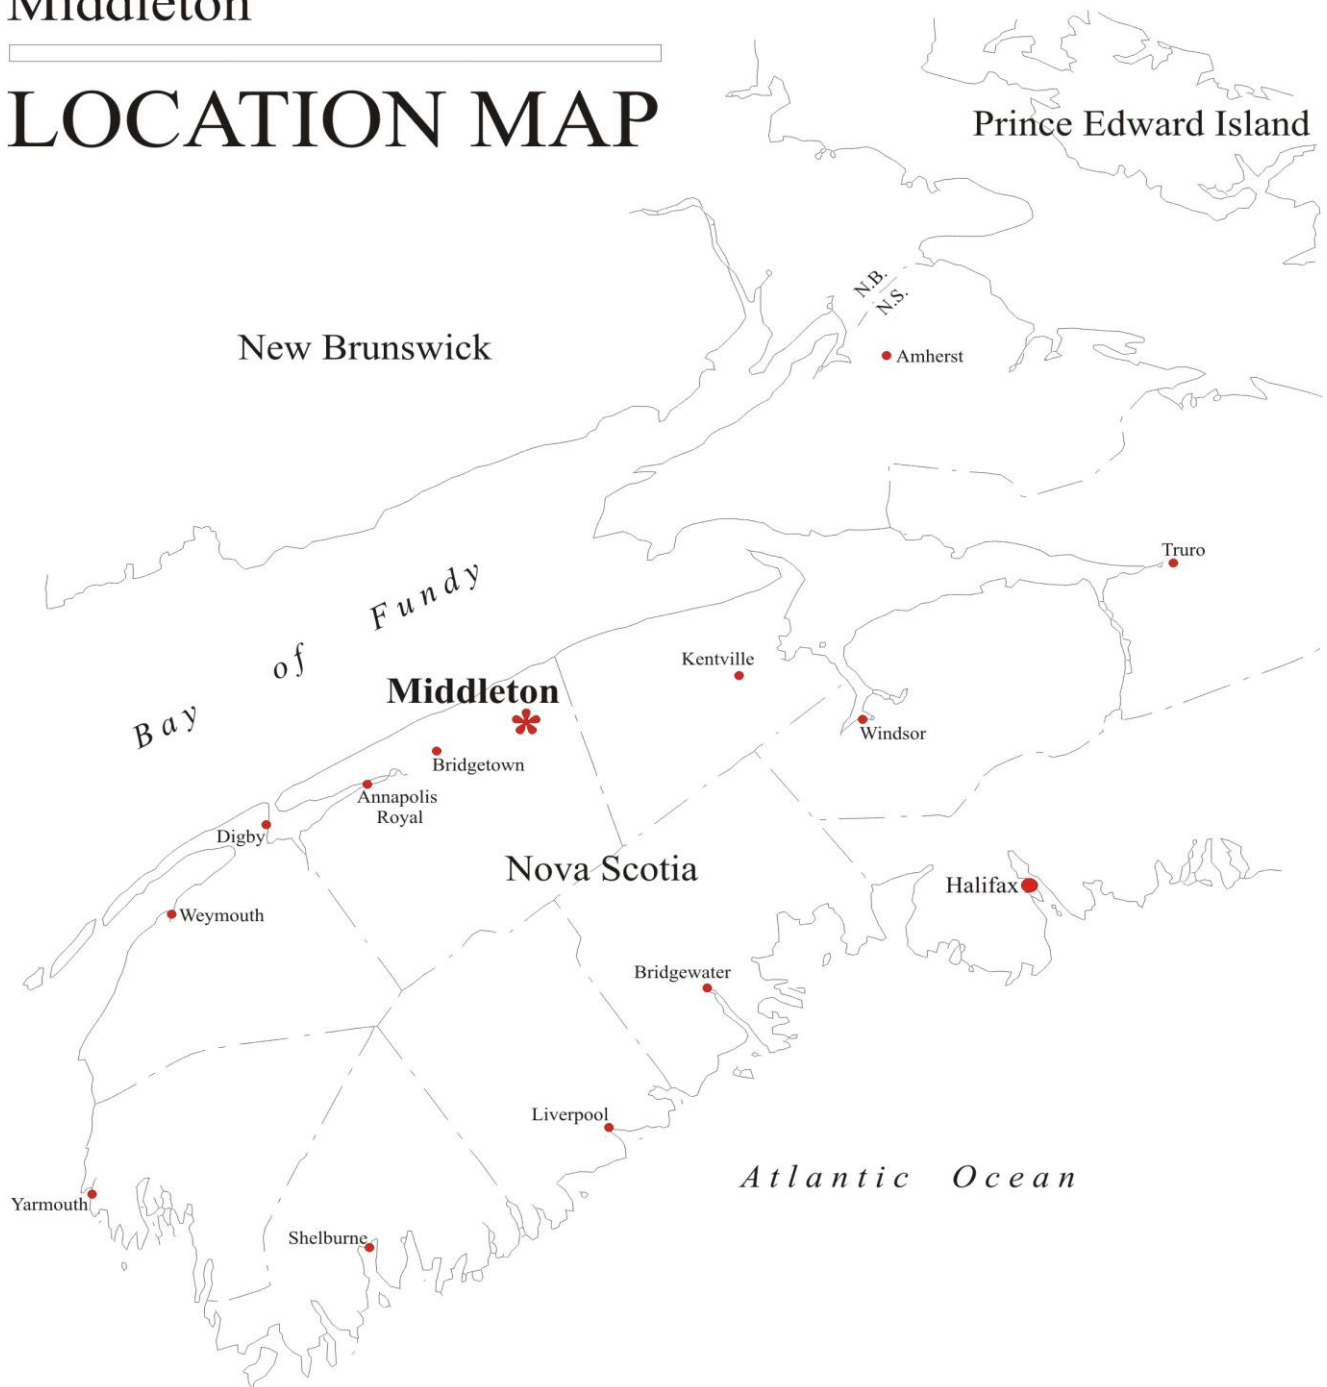 Middleton
LOCATION MAP
Prince Edward Island
N.B.
N.S.
New Brunswick
Amherst
Truro
Bay of Fundy
Kentville
Middleton
Windsor
Bridgetown
Annapolis
Royal
Digby
Nova Scotia
Halifax
Weymouth
Bridgewater
Liverpool
Atlantic Ocean
Yarmouth
Shelburne